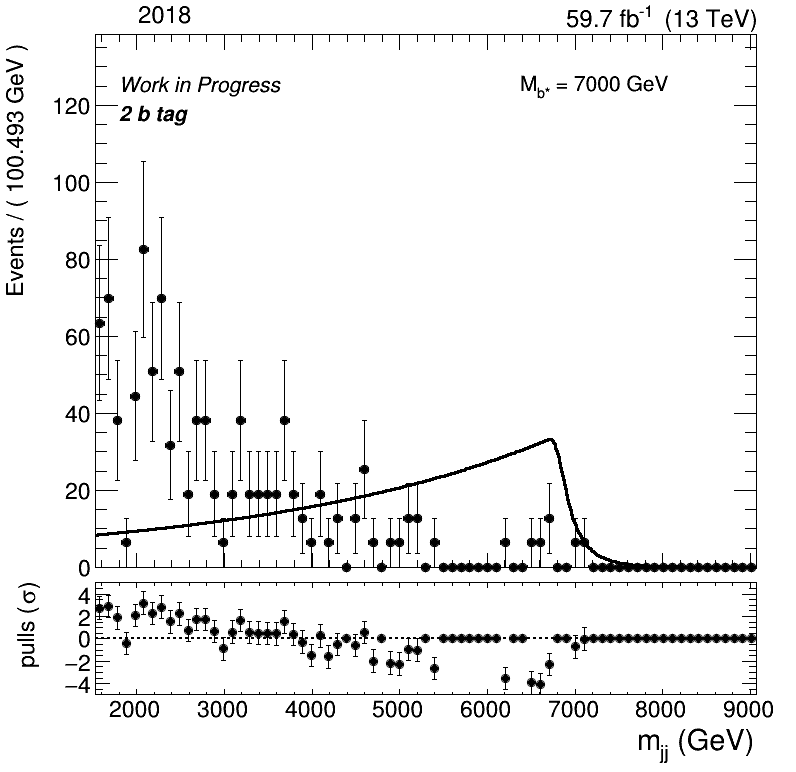 2018
59.7 fb⁻¹ (13 TeV)
Events / ( 100.493 GeV )
Work in Progress
2 b tag
M_b* = 7000 GeV
120
100
80
60
40
20
0
pulls (σ)
4
2
0
−2
−4
2000 3000 4000 5000 6000 7000 8000 9000
m_jj (GeV)